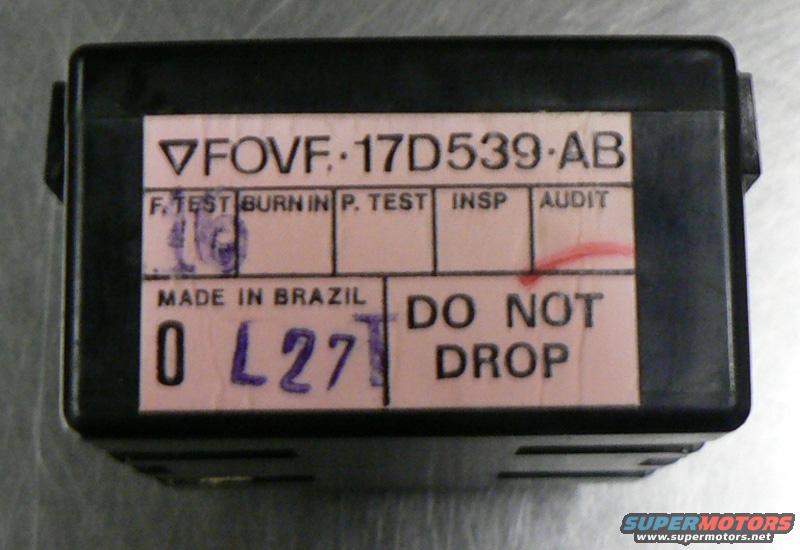 ▽FOVF·17D539·AB
F. TEST BURN IN P. TEST INSP AUDIT
MADE IN BRAZIL
0 L27T
DO NOT
DROP
SUPERMOTORS
www.supermotors.net